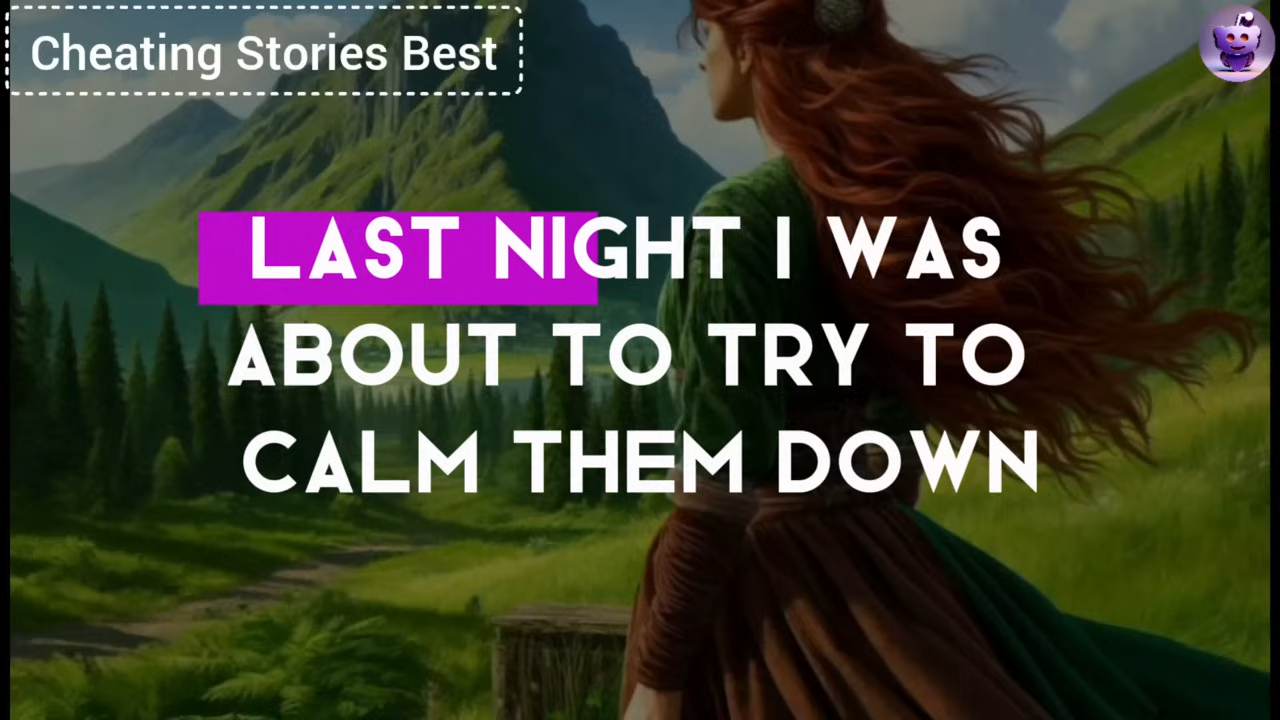 Cheating Stories Best
LAST NIGHT I WAS
ABOUT TO TRY TO
CALM THEM DOWN